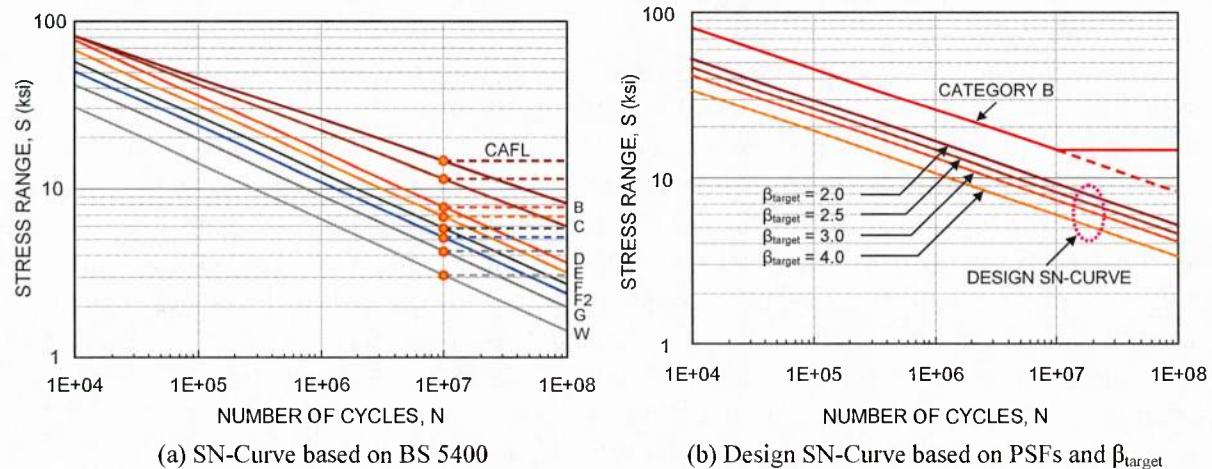 100
10
1
STRESS RANGE, S (ksi)
CAFL
B
C
D
E
F
F2
G
W
1E+04 1E+05 1E+06 1E+07 1E+08
NUMBER OF CYCLES, N
(a) SN-Curve based on BS 5400
100
10
1
STRESS RANGE, S (ksi)
CATEGORY B
βtarget = 2.0
βtarget = 2.5
βtarget = 3.0
βtarget = 4.0
DESIGN SN-CURVE
1E+04 1E+05 1E+06 1E+07 1E+08
NUMBER OF CYCLES, N
(b) Design SN-Curve based on PSFs and βtarget